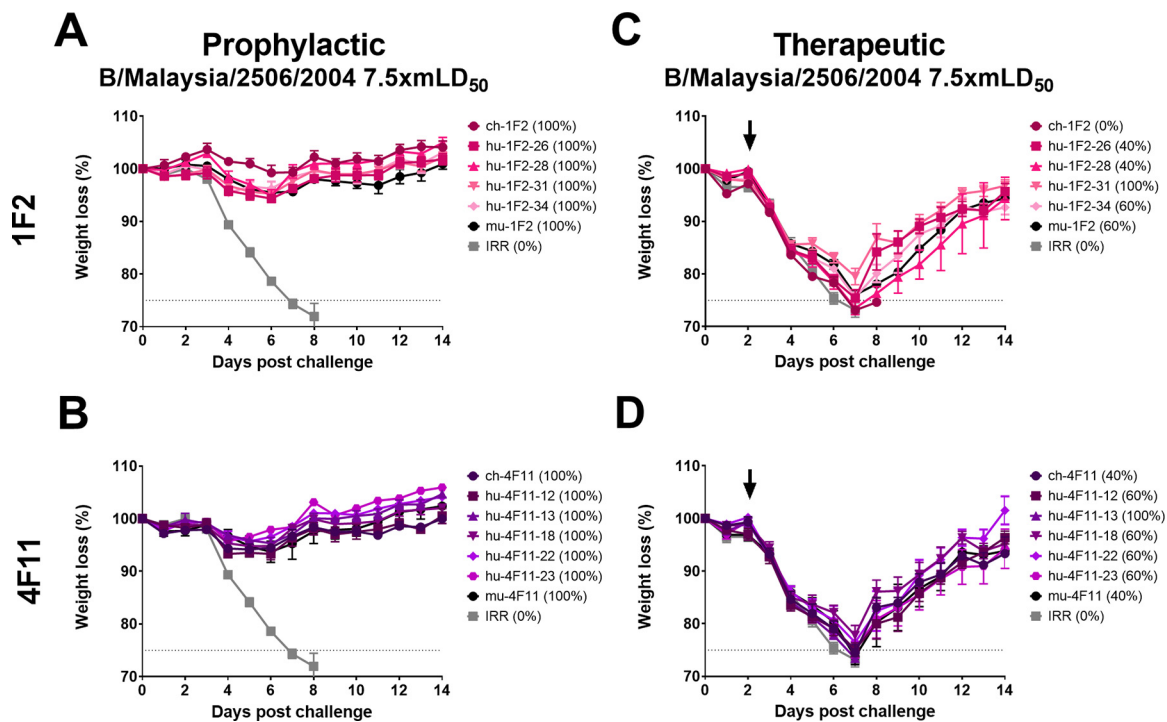 A
Prophylactic
B/Malaysia/2506/2004 7.5xmLD50
1F2
Weight loss (%)
110
100
90
80
70
0 2 4 6 8 10 12 14
Days post challenge
ch-1F2 (100%)
hu-1F2-26 (100%)
hu-1F2-28 (100%)
hu-1F2-31 (100%)
hu-1F2-34 (100%)
mu-1F2 (100%)
IRR (0%)
C
Therapeutic
B/Malaysia/2506/2004 7.5xmLD50
Weight loss (%)
110
100
90
80
70
0 2 4 6 8 10 12 14
Days post challenge
ch-1F2 (0%)
hu-1F2-26 (40%)
hu-1F2-28 (40%)
hu-1F2-31 (100%)
hu-1F2-34 (60%)
mu-1F2 (60%)
IRR (0%)
B
4F11
Weight loss (%)
110
100
90
80
70
0 2 4 6 8 10 12 14
Days post challenge
ch-4F11 (100%)
hu-4F11-12 (100%)
hu-4F11-13 (100%)
hu-4F11-18 (100%)
hu-4F11-22 (100%)
hu-4F11-23 (100%)
mu-4F11 (100%)
IRR (0%)
D
Weight loss (%)
110
100
90
80
70
0 2 4 6 8 10 12 14
Days post challenge
ch-4F11 (40%)
hu-4F11-12 (60%)
hu-4F11-13 (100%)
hu-4F11-18 (60%)
hu-4F11-22 (60%)
hu-4F11-23 (60%)
mu-4F11 (40%)
IRR (0%)